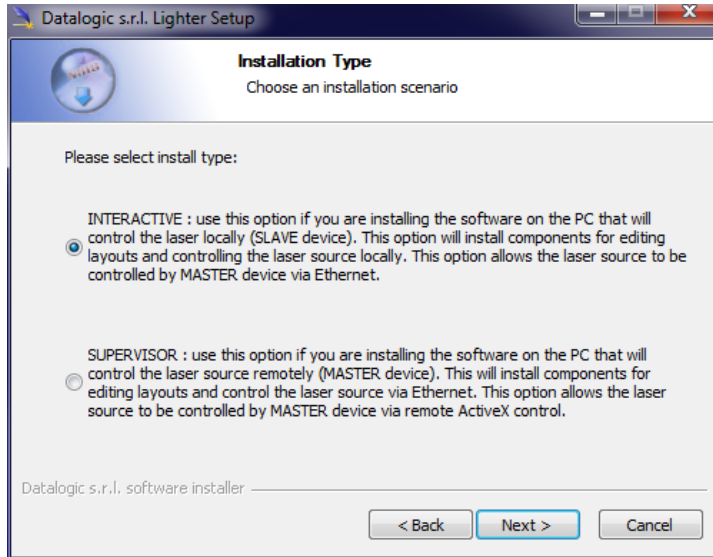 Datalogic s.r.l. Lighter Setup
Installation Type
Choose an installation scenario
Please select install type:
INTERACTIVE : use this option if you are installing the software on the PC that will
control the laser locally (SLAVE device). This option will install components for editing
layouts and controlling the laser source locally. This option allows the laser source to be
controlled by MASTER device via Ethernet.
SUPERVISOR : use this option if you are installing the software on the PC that will
control the laser source remotely (MASTER device). This will install components for
editing layouts and control the laser source via Ethernet. This option allows the laser
source to be controlled by MASTER device via remote ActiveX control.
Datalogic s.r.l. software installer
< Back
Next >
Cancel